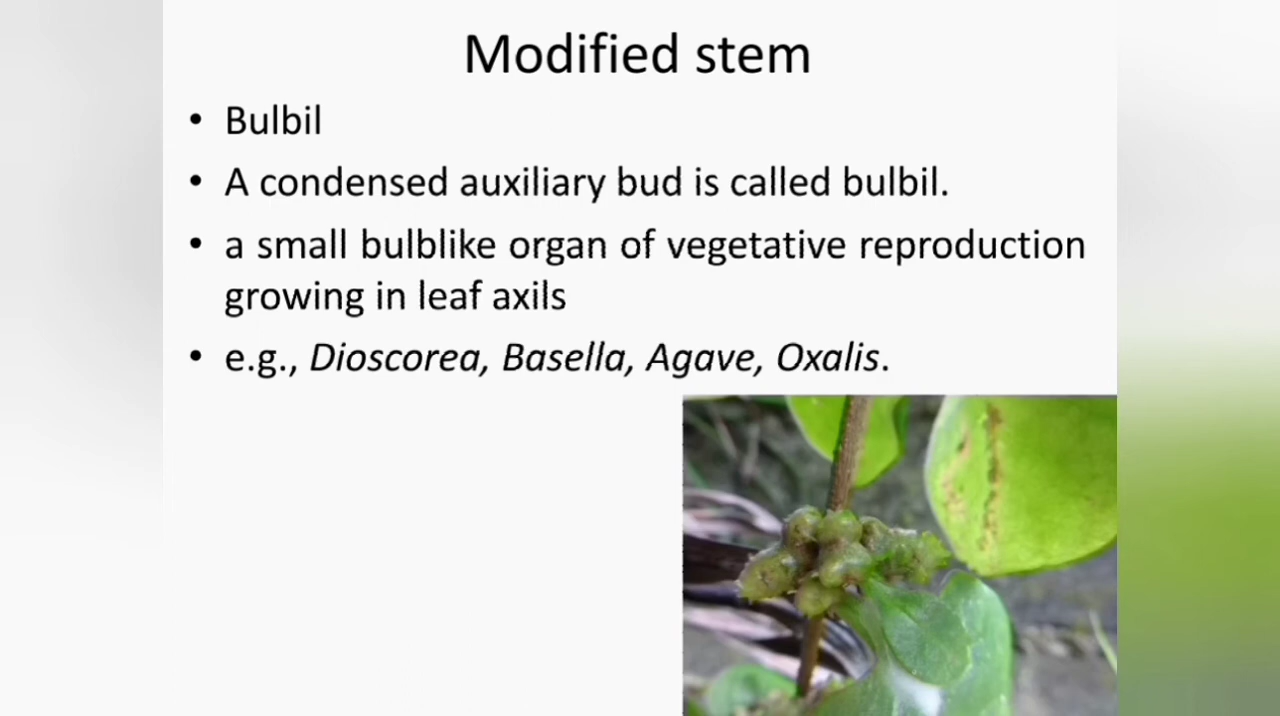 Modified stem
• Bulbil
• A condensed auxiliary bud is called bulbil.
• a small bulblike organ of vegetative reproduction
growing in leaf axils
• e.g., Dioscorea, Basella, Agave, Oxalis.